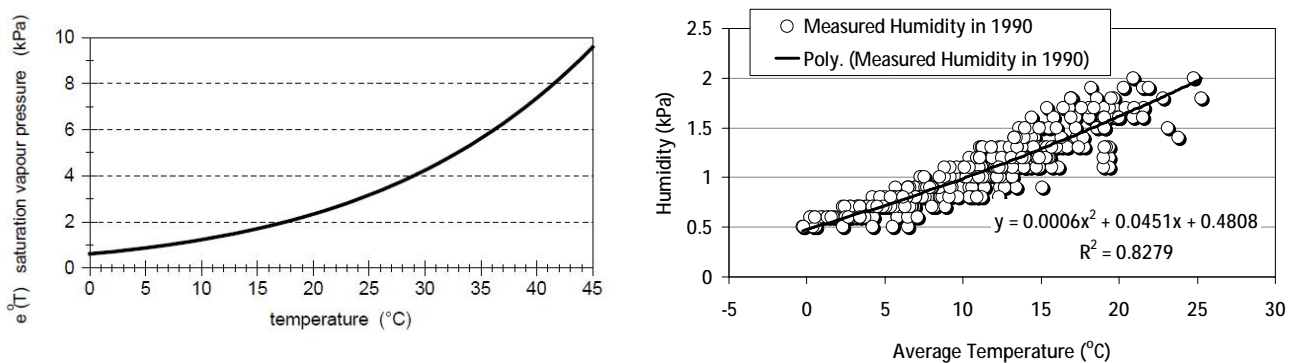 e°(T) saturation vapour pressure (kPa)
10
8
6
4
2
0
0 5 10 15 20 25 30 35 40 45
temperature (°C)
Measured Humidity in 1990
Poly. (Measured Humidity in 1990)
Humidity (kPa)
2.5
2
1.5
1
0.5
0
y = 0.0006x² + 0.0451x + 0.4808
R² = 0.8279
-5 0 5 10 15 20 25 30
Average Temperature (°C)